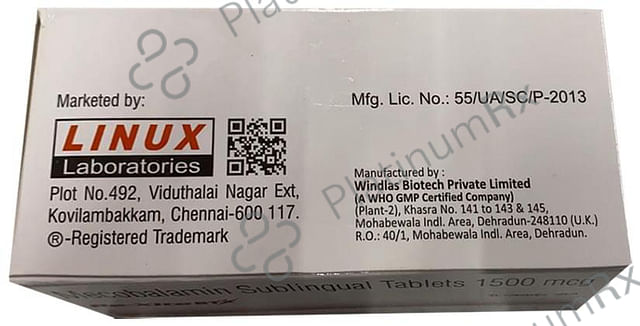 Marketed by:
LINUX
Laboratories
Plot No.492, Viduthalai Nagar Ext,
Kovilambakkam, Chennai-600 117.
®-Registered Trademark
Mfg. Lic. No.: 55/UA/SC/P-2013
Manufactured by :
Windlas Biotech Private Limited
(A WHO GMP Certified Company)
(Plant-2), Khasra No. 141 to 143 & 145,
Mohabewala Indl. Area, Dehradun-248110 (U.K.)
R.O.: 40/1, Mohabewala Indl. Area, Dehradun.
Mecobalamin Sublingual Tablets 1500 mcg
PlatinumRx